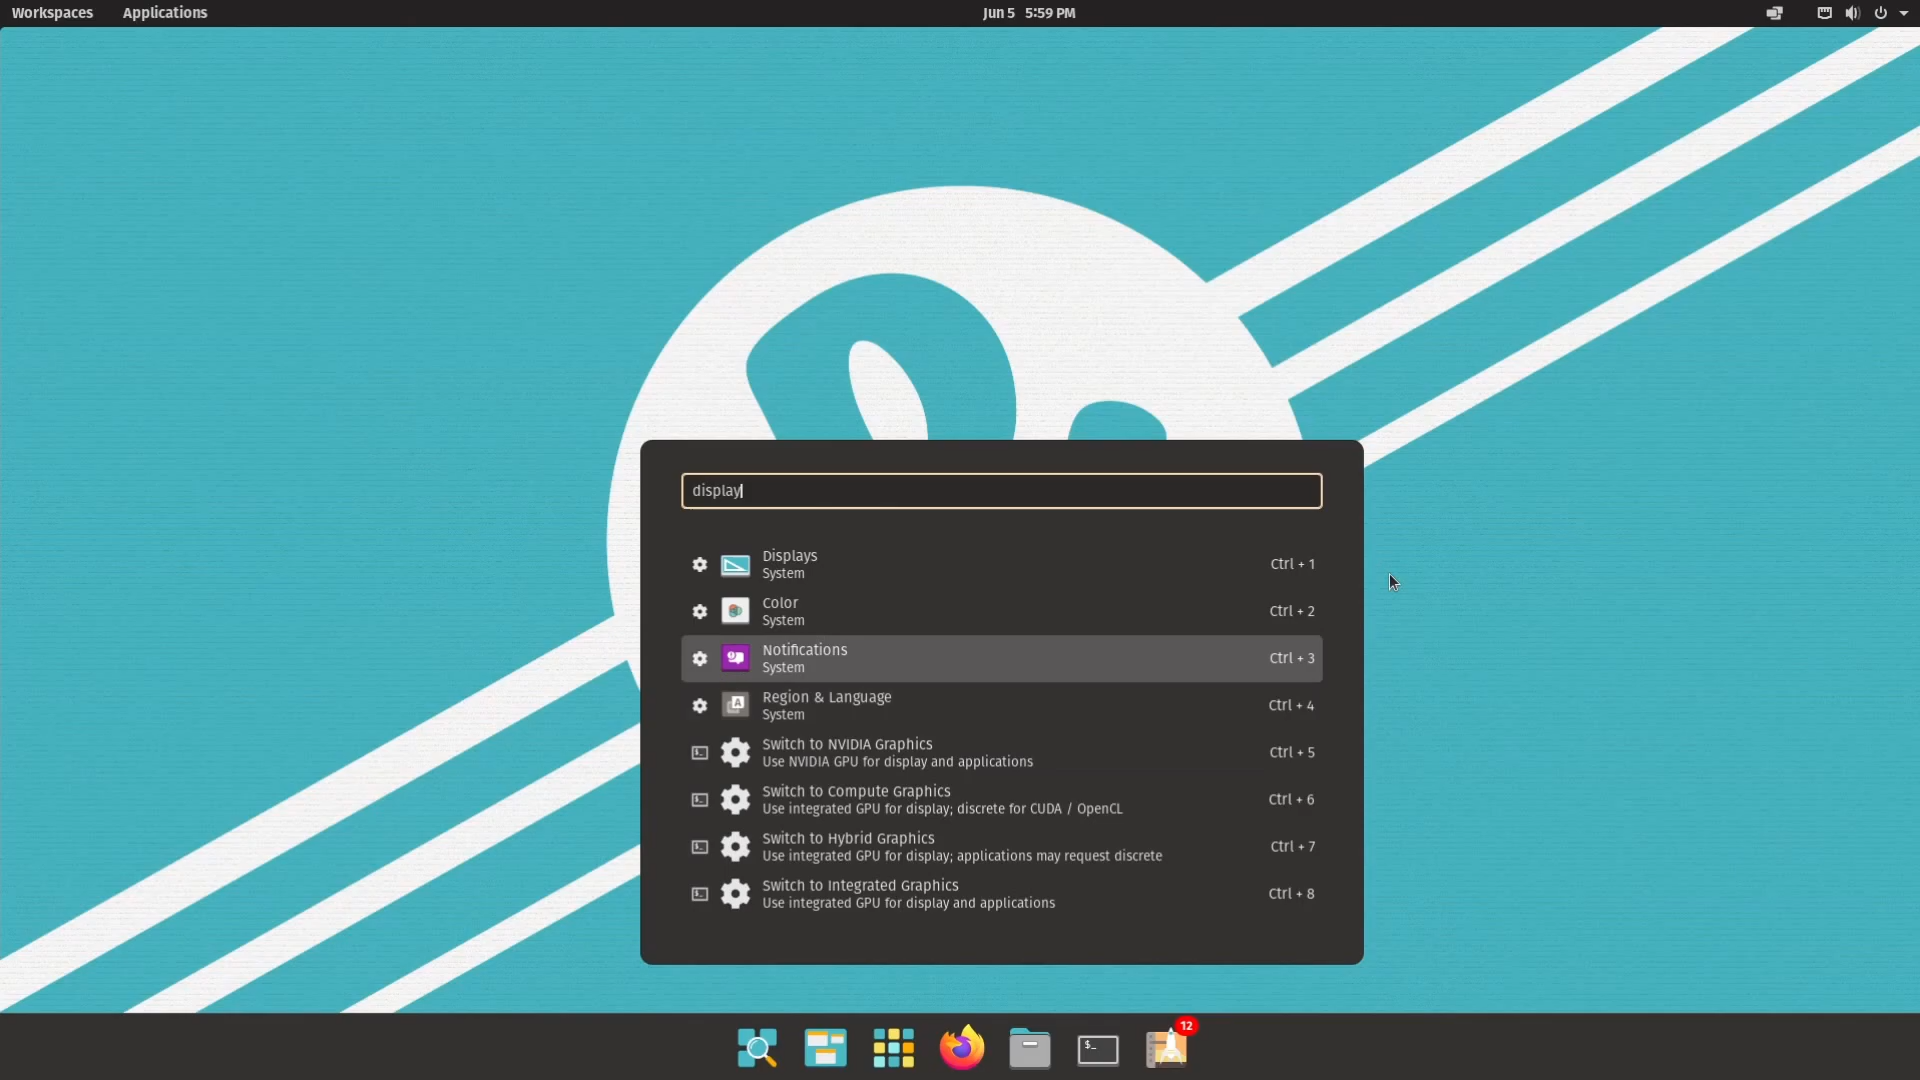 Workspaces Applications Jun 5 5:59 PM
display
Displays
System
Ctrl + 1
Color
System
Ctrl + 2
Notifications
System
Ctrl + 3
Region & Language
System
Ctrl + 4
Switch to NVIDIA Graphics
Use NVIDIA GPU for display and applications
Ctrl + 5
Switch to Compute Graphics
Use integrated GPU for display; discrete for CUDA / OpenCL
Ctrl + 6
Switch to Hybrid Graphics
Use integrated GPU for display; applications may request discrete
Ctrl + 7
Switch to Integrated Graphics
Use integrated GPU for display and applications
Ctrl + 8
12